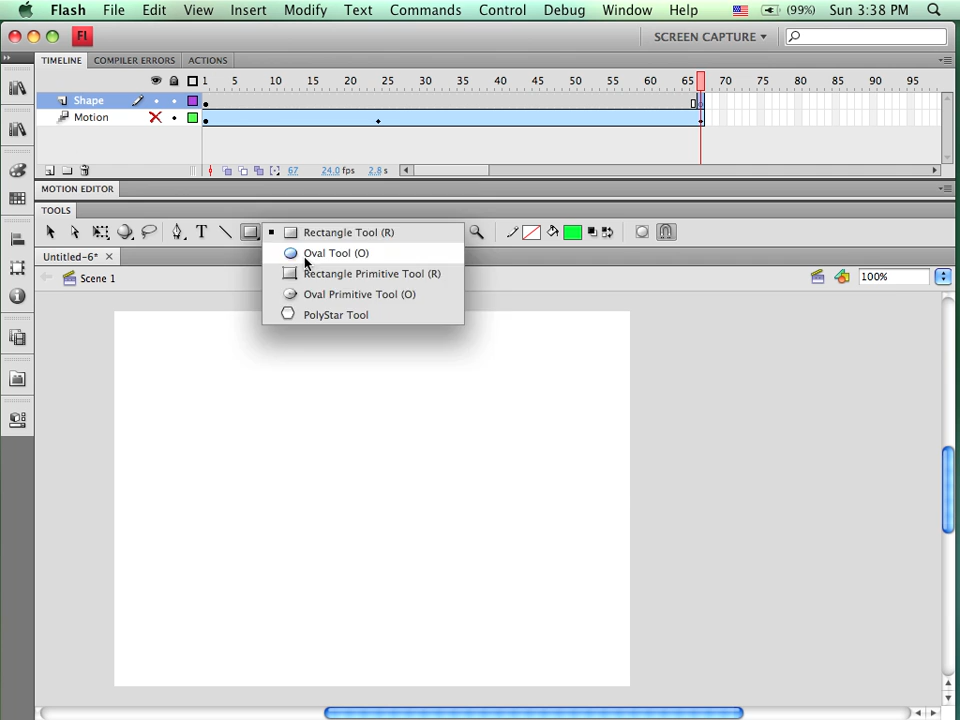 Flash File Edit View Insert Modify Text Commands Control Debug Window Help (99%) Sun 3:38 PM
Fl SCREEN CAPTURE
TIMELINE COMPILER ERRORS ACTIONS
1 5 10 15 20 25 30 35 40 45 50 55 60 65 70 75 80 85 90 95
Shape
Motion
67 24.0 fps 2.8 s
MOTION EDITOR
TOOLS
T
Rectangle Tool (R)
Oval Tool (O)
Rectangle Primitive Tool (R)
Oval Primitive Tool (O)
PolyStar Tool
Untitled-6*
Scene 1
100%